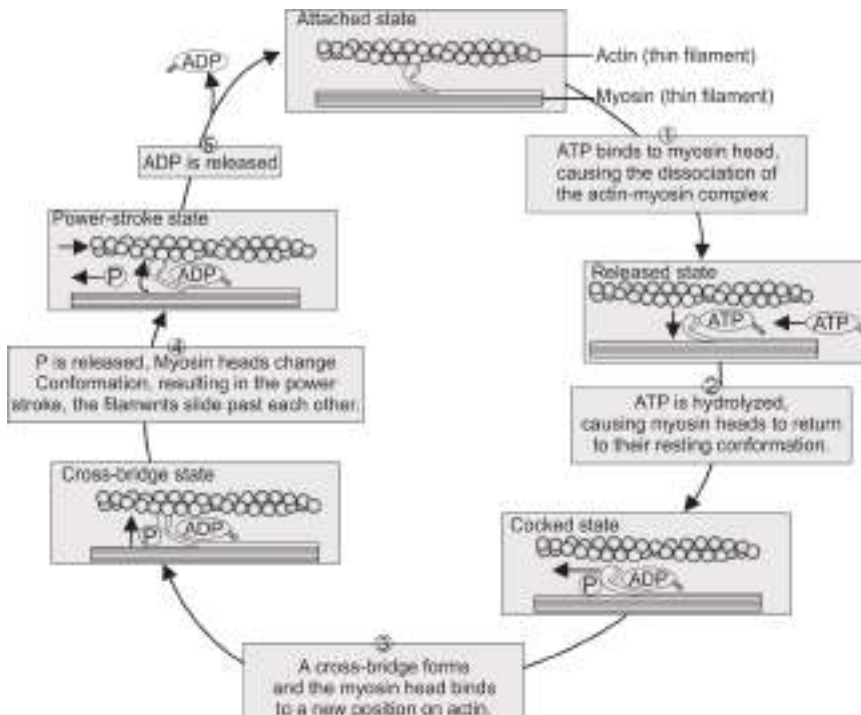 Attached state
ADP
Actin (thin filament)
Myosin (thin filament)
①
ATP binds to myosin head,
causing the dissociation of
the actin-myosin complex
Released state
ATP
ATP
②
ATP is hydrolyzed,
causing myosin heads to return
to their resting conformation.
Cocked state
P
ADP
③
A cross-bridge forms
and the myosin head binds
to a new position on actin.
Cross-bridge state
P
ADP
④
P is released, Myosin heads change
Conformation, resulting in the power
stroke, the filaments slide past each other.
Power-stroke state
P
ADP
⑤
ADP is released